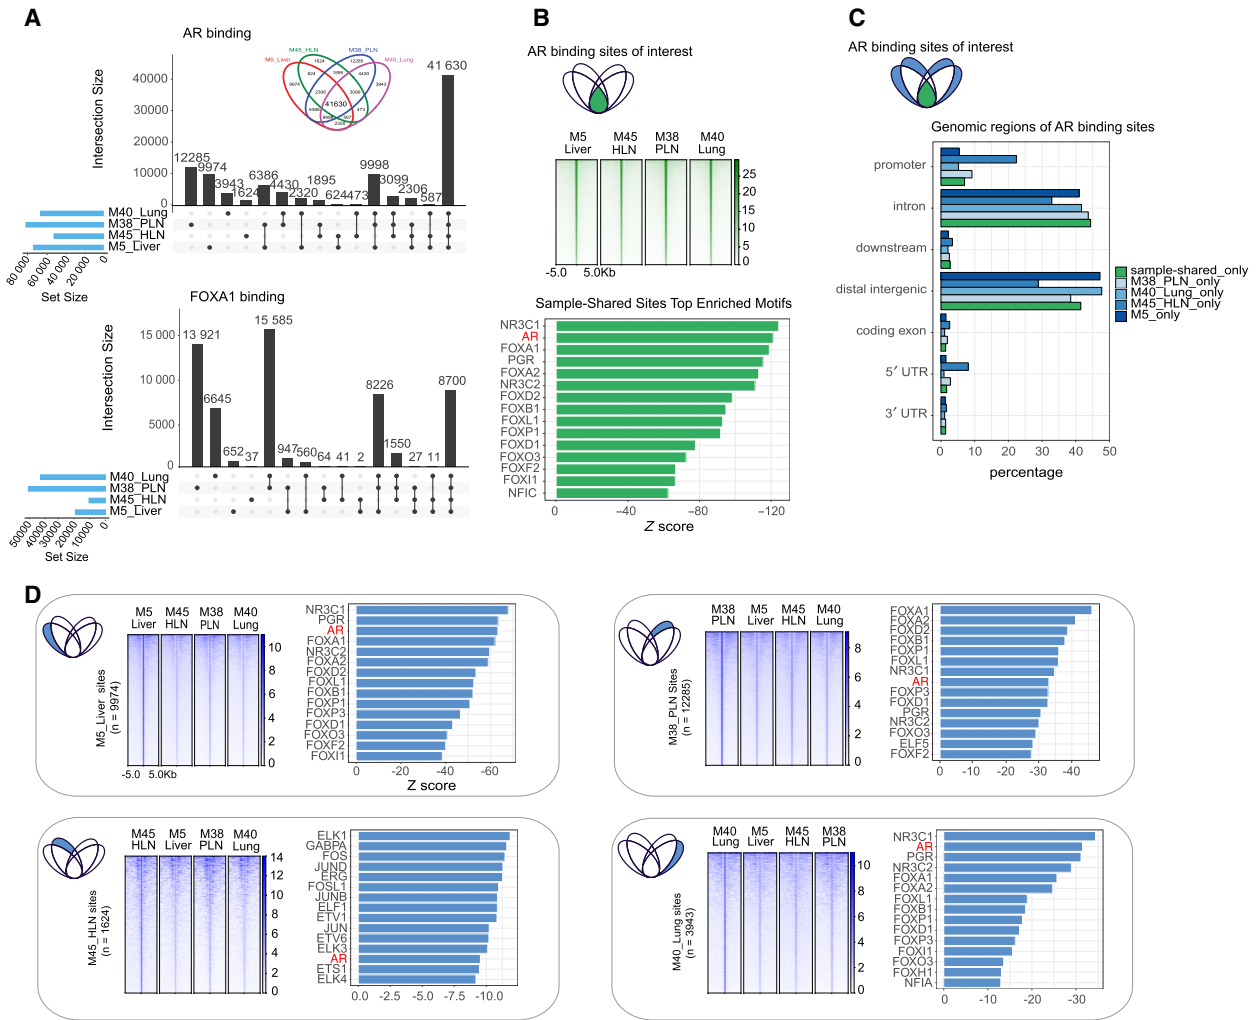 A
AR binding
M45_HLN
M38_PLN
M5_Liver
M40_Lung
1624
12285
9974
624
1895
4430
3943
2306
3099
6386
41630
473
9998
587
2320
Intersection Size
40000
30000
20000
10000
0
12285
9974
3943
1624
6386
4430
2320
1895
624
473
9998
3099
2306
587
41 630
M40_Lung
M38_PLN
M45_HLN
M5_Liver
80 000
60 000
40 000
20 000
0
Set Size
FOXA1 binding
Intersection Size
15 000
10 000
5000
0
13 921
6645
652
37
15 585
947
560
64
41
2
8226
1550
27
11
8700
M40_Lung
M38_PLN
M45_HLN
M5_Liver
50000
40000
30000
20000
10000
0
Set Size
B
AR binding sites of interest
M5 Liver
M45 HLN
M38 PLN
M40 Lung
25
20
15
10
5
0
-5.0 5.0Kb
Sample-Shared Sites Top Enriched Motifs
NR3C1
AR
FOXA1
PGR
FOXA2
NR3C2
FOXD2
FOXB1
FOXL1
FOXP1
FOXD1
FOXO3
FOXF2
FOXI1
NFIC
0 −40 −80 −120
Z score
C
AR binding sites of interest
Genomic regions of AR binding sites
promoter
intron
downstream
distal intergenic
coding exon
5′ UTR
3′ UTR
0 10 20 30 40 50
percentage
sample-shared_only
M38_PLN_only
M40_Lung_only
M45_HLN_only
M5_only
D
M5 Liver
M45 HLN
M38 PLN
M40 Lung
M5_Liver sites
(n = 9974)
10
8
6
4
2
0
-5.0 5.0Kb
NR3C1
PGR
AR
FOXA1
NR3C2
FOXA2
FOXD2
FOXL1
FOXB1
FOXP1
FOXP3
FOXD1
FOXO3
FOXF2
FOXI1
0 -20 -40 -60
Z score
M38 PLN
M5 Liver
M45 HLN
M40 Lung
M38_PLN Sites
(n = 12285)
8
6
4
2
0
FOXA1
FOXA2
FOXD2
FOXB1
FOXP1
FOXL1
NR3C1
AR
FOXP3
FOXD1
PGR
NR3C2
FOXO3
ELF5
FOXF2
0 -10 -20 -30 -40
M45 HLN
M5 Liver
M38 PLN
M40 Lung
M45_HLN sites
(n = 1624)
14
12
10
8
6
4
2
0
ELK1
GABPA
FOS
JUND
ERG
FOSL1
JUNB
ELF1
ETV1
JUN
ETV6
ELK3
AR
ETS1
ELK4
0.0 -2.5 -5.0 -7.5 -10.0
M40 Lung
M5 Liver
M45 HLN
M38 PLN
M40_Lung sites
(n = 3943)
10
8
6
4
2
0
NR3C1
AR
PGR
NR3C2
FOXA1
FOXA2
FOXL1
FOXB1
FOXP1
FOXD1
FOXP3
FOXI1
FOXO3
FOXH1
NFIA
0 -10 -20 -30